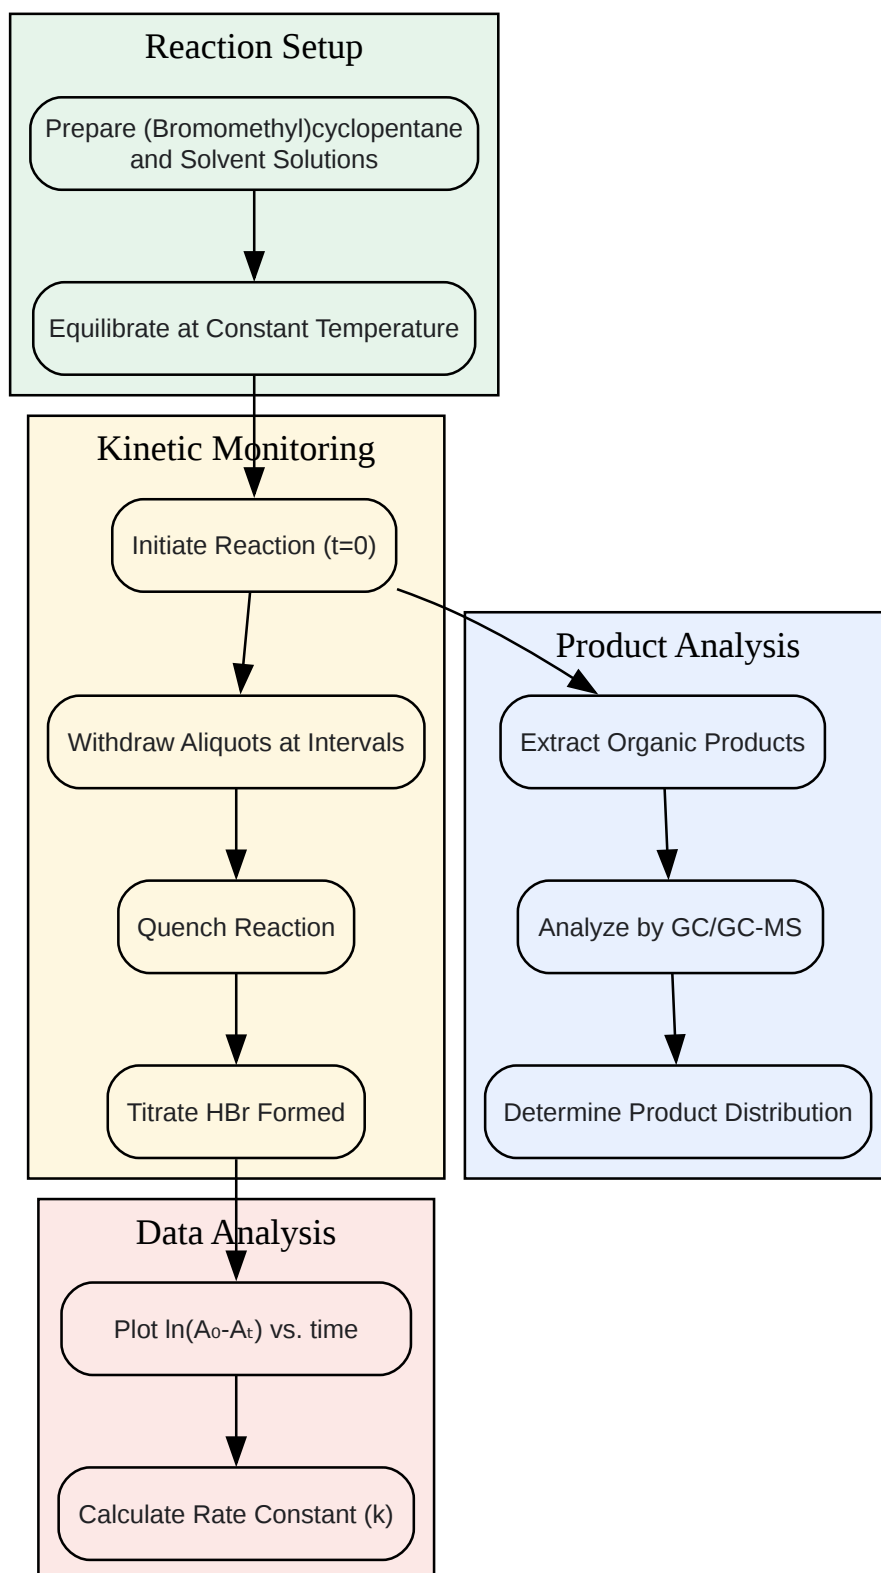 Reaction Setup
Prepare (Bromomethyl)cyclopentane
and Solvent Solutions
Equilibrate at Constant Temperature
Kinetic Monitoring
Initiate Reaction (t=0)
Withdraw Aliquots at Intervals
Quench Reaction
Titrate HBr Formed
Product Analysis
Extract Organic Products
Analyze by GC/GC-MS
Determine Product Distribution
Data Analysis
Plot ln(A₀-Aₜ) vs. time
Calculate Rate Constant (k)